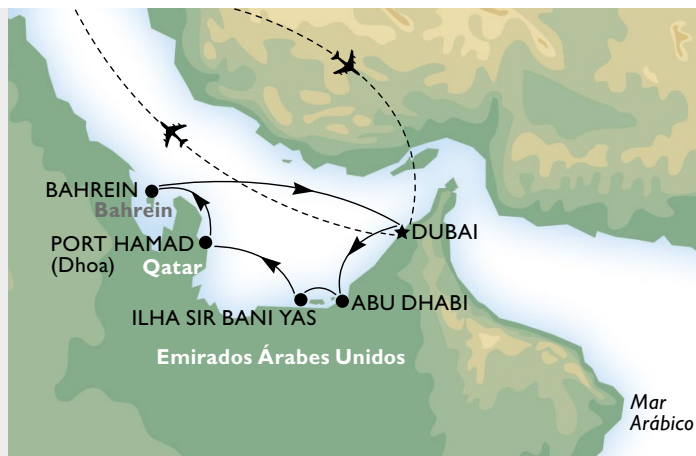 BAHREIN
Bahrein
DUBAI
PORT HAMAD
(Dhoa)
Qatar
ILHA SIR BANI YAS
ABU DHABI
Emirados Árabes Unidos
Mar
Arábico